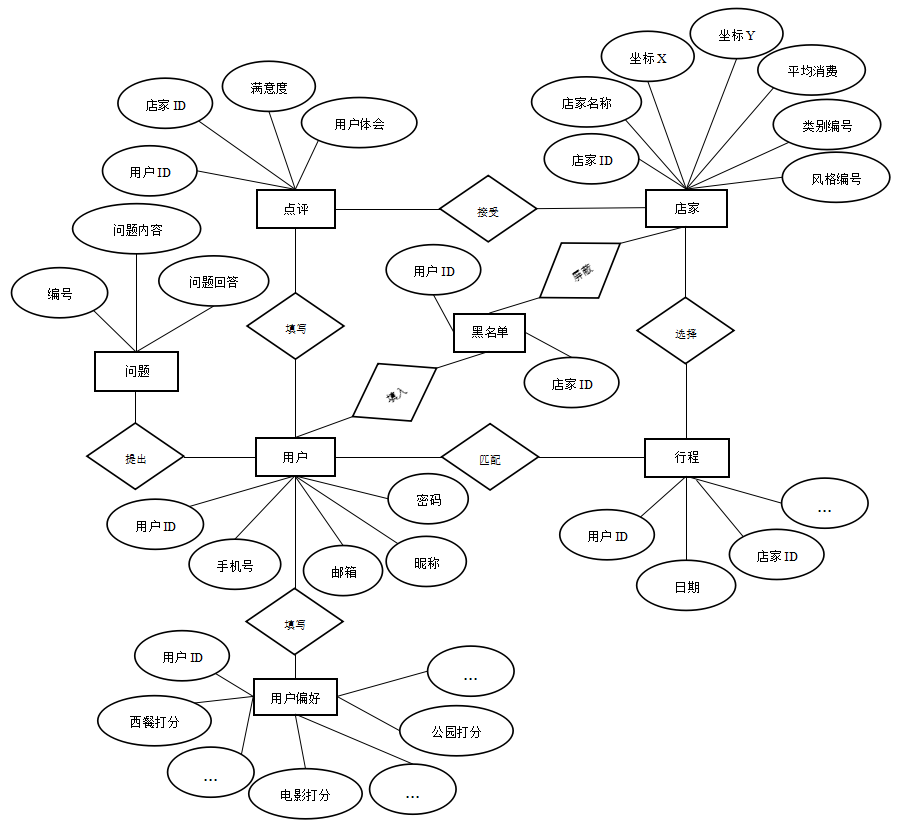 坐标 Y
坐标 X
平均消费
满意度
店家 ID
店家名称
用户体会
类别编号
店家 ID
用户 ID
风格编号
点评
接受
店家
问题内容
用户 ID
屏蔽
问题回答
编号
填写
黑名单
选择
问题
店家 ID
填入
提出
用户
匹配
行程
密码
...
用户 ID
用户 ID
店家 ID
手机号
邮箱
昵称
日期
填写
用户 ID
...
用户偏好
西餐打分
公园打分
...
电影打分
...